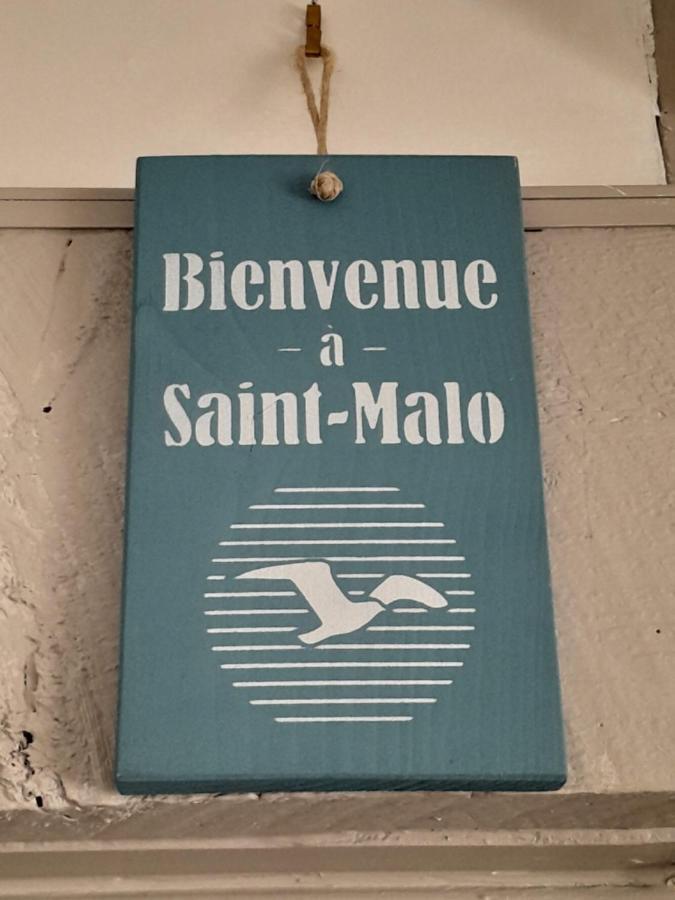 Bienvenue
– à –
Saint-Malo